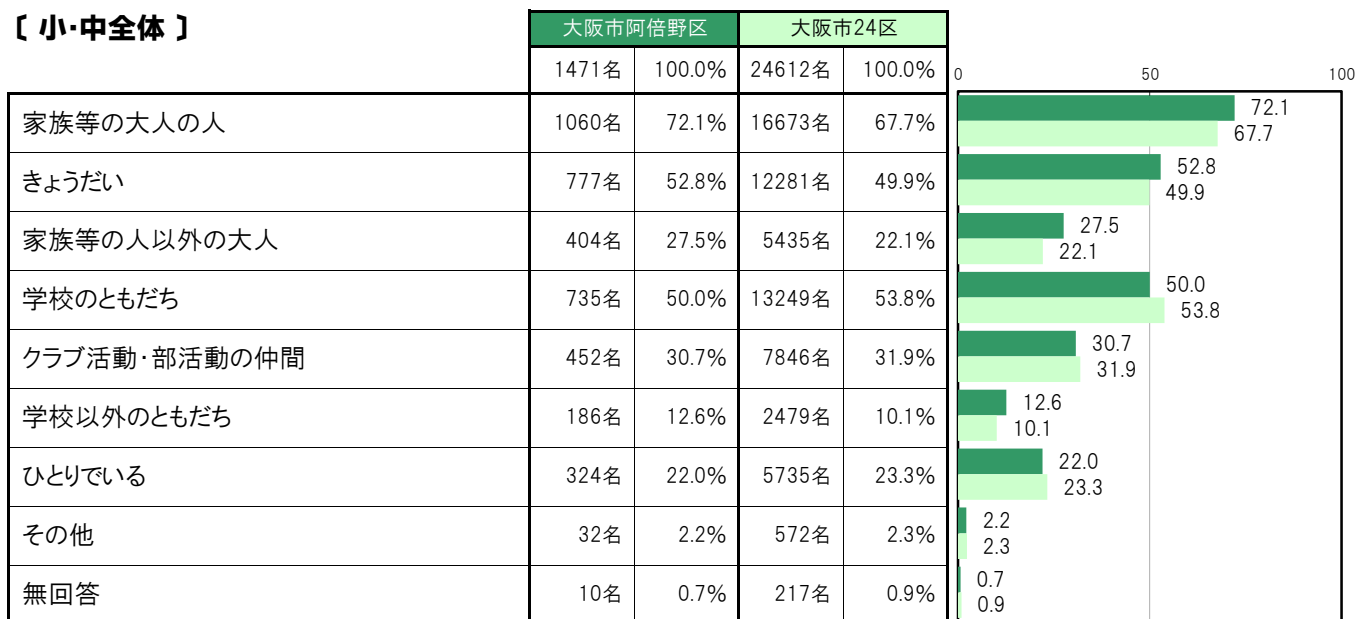 〔 小・中全体 〕
大阪市阿倍野区 大阪市24区
1471名 100.0% 24612名 100.0%
0 50 100
家族等の大人の人 1060名 72.1% 16673名 67.7%
72.1
67.7
きょうだい 777名 52.8% 12281名 49.9%
52.8
49.9
家族等の人以外の大人 404名 27.5% 5435名 22.1%
27.5
22.1
学校のともだち 735名 50.0% 13249名 53.8%
50.0
53.8
クラブ活動・部活動の仲間 452名 30.7% 7846名 31.9%
30.7
31.9
学校以外のともだち 186名 12.6% 2479名 10.1%
12.6
10.1
ひとりでいる 324名 22.0% 5735名 23.3%
22.0
23.3
その他 32名 2.2% 572名 2.3%
2.2
2.3
無回答 10名 0.7% 217名 0.9%
0.7
0.9